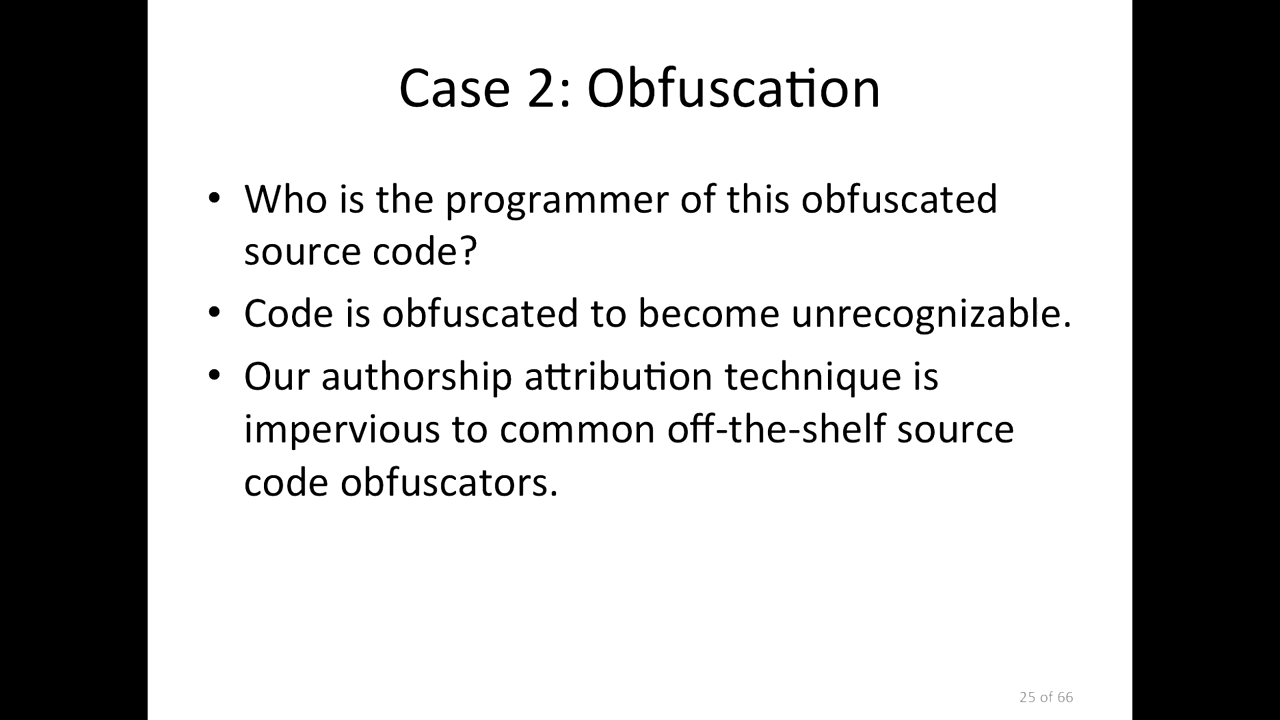 Case 2: Obfuscation
• Who is the programmer of this obfuscated
source code?
• Code is obfuscated to become unrecognizable.
• Our authorship attribution technique is
impervious to common off-the-shelf source
code obfuscators.
25 of 66